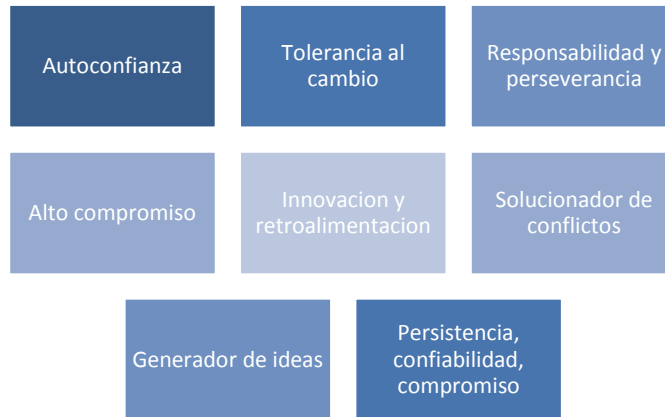 Autoconfianza
Tolerancia al
cambio
Responsabilidad y
perseverancia
Alto compromiso
Innovacion y
retroalimentacion
Solucionador de
conflictos
Generador de ideas
Persistencia,
confiabilidad,
compromiso